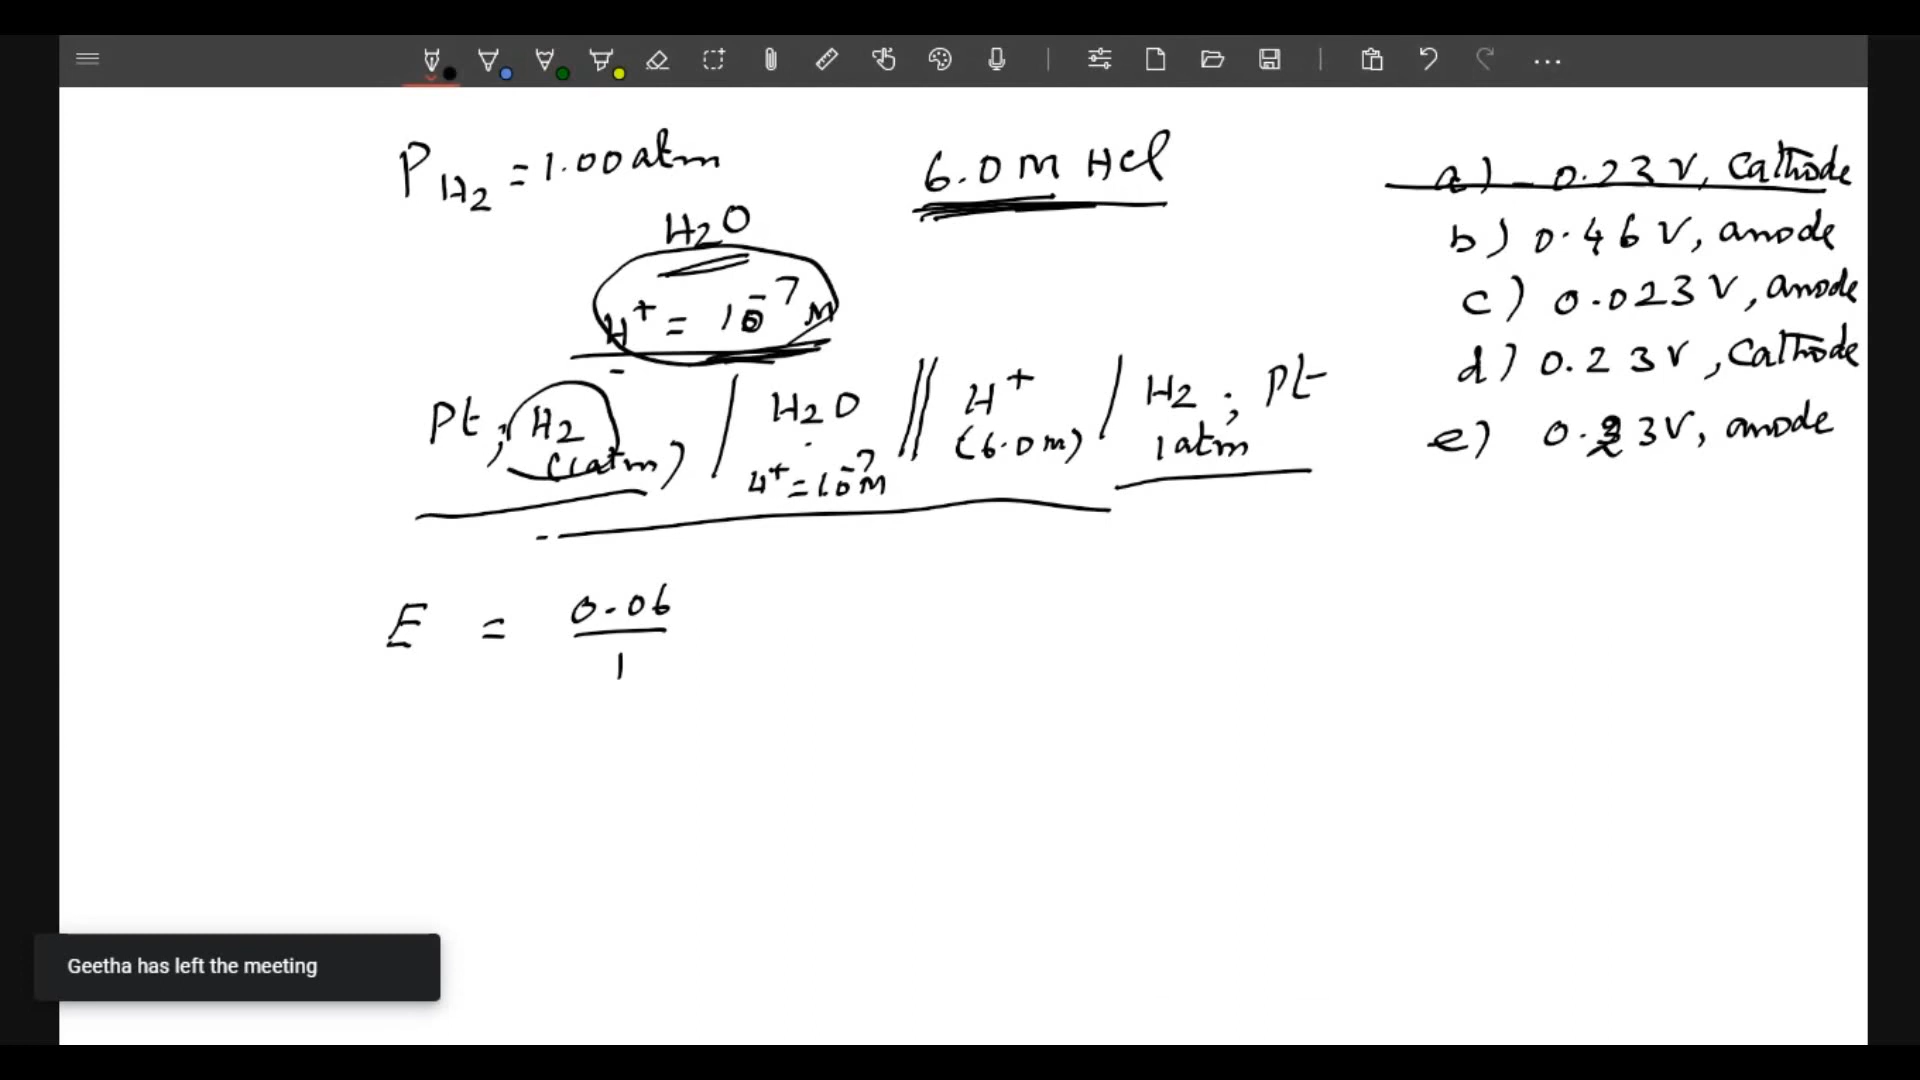 P H2 = 1.00 atm
6.0 M HCl
H2O
H+ = 10-7 M
Pt ; H2 (1atm) / H2O // H+ (6.0 m) / H2 ; Pt
H+ = 10-7 M
1 atm
E = 0.06 / 1
a) - 0.23 V, Cathode
b) 0.46 V, anode
c) 0.023 V, anode
d) 0.23 V, Cathode
e) 0.23 V, anode
Geetha has left the meeting